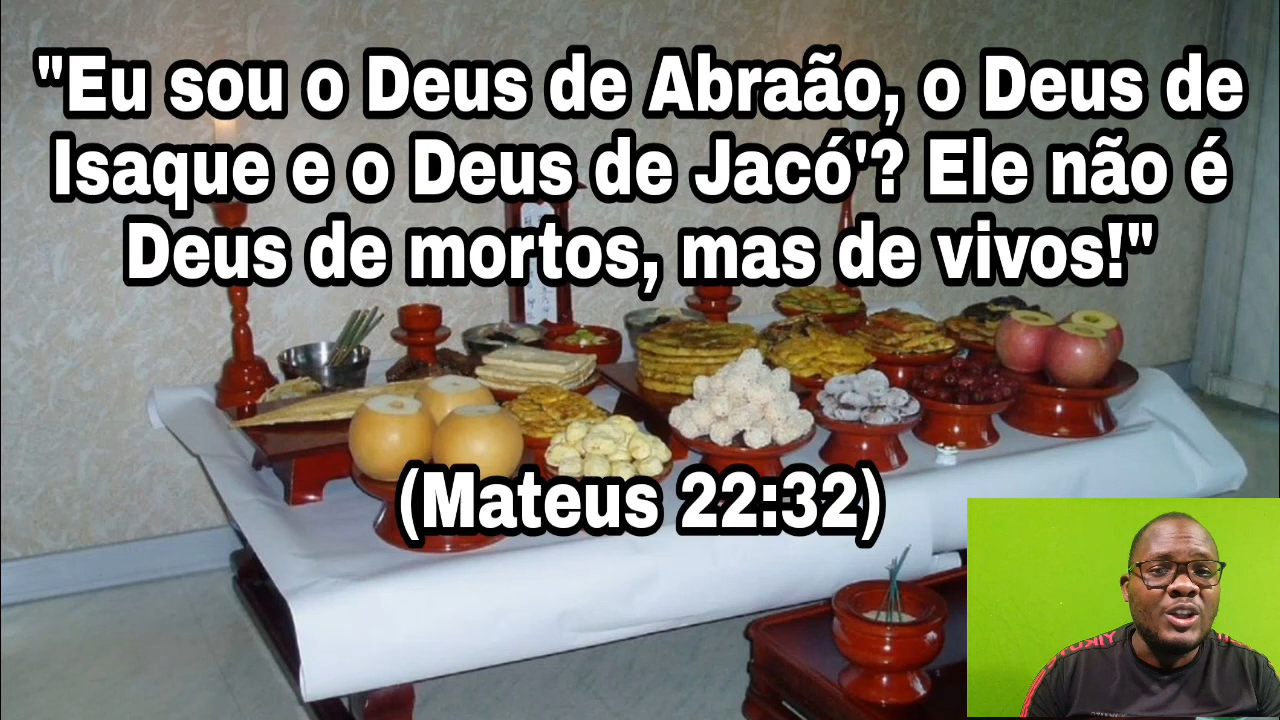 "Eu sou o Deus de Abraão, o Deus de
Isaque e o Deus de Jacó'? Ele não é
Deus de mortos, mas de vivos!"
(Mateus 22:32)